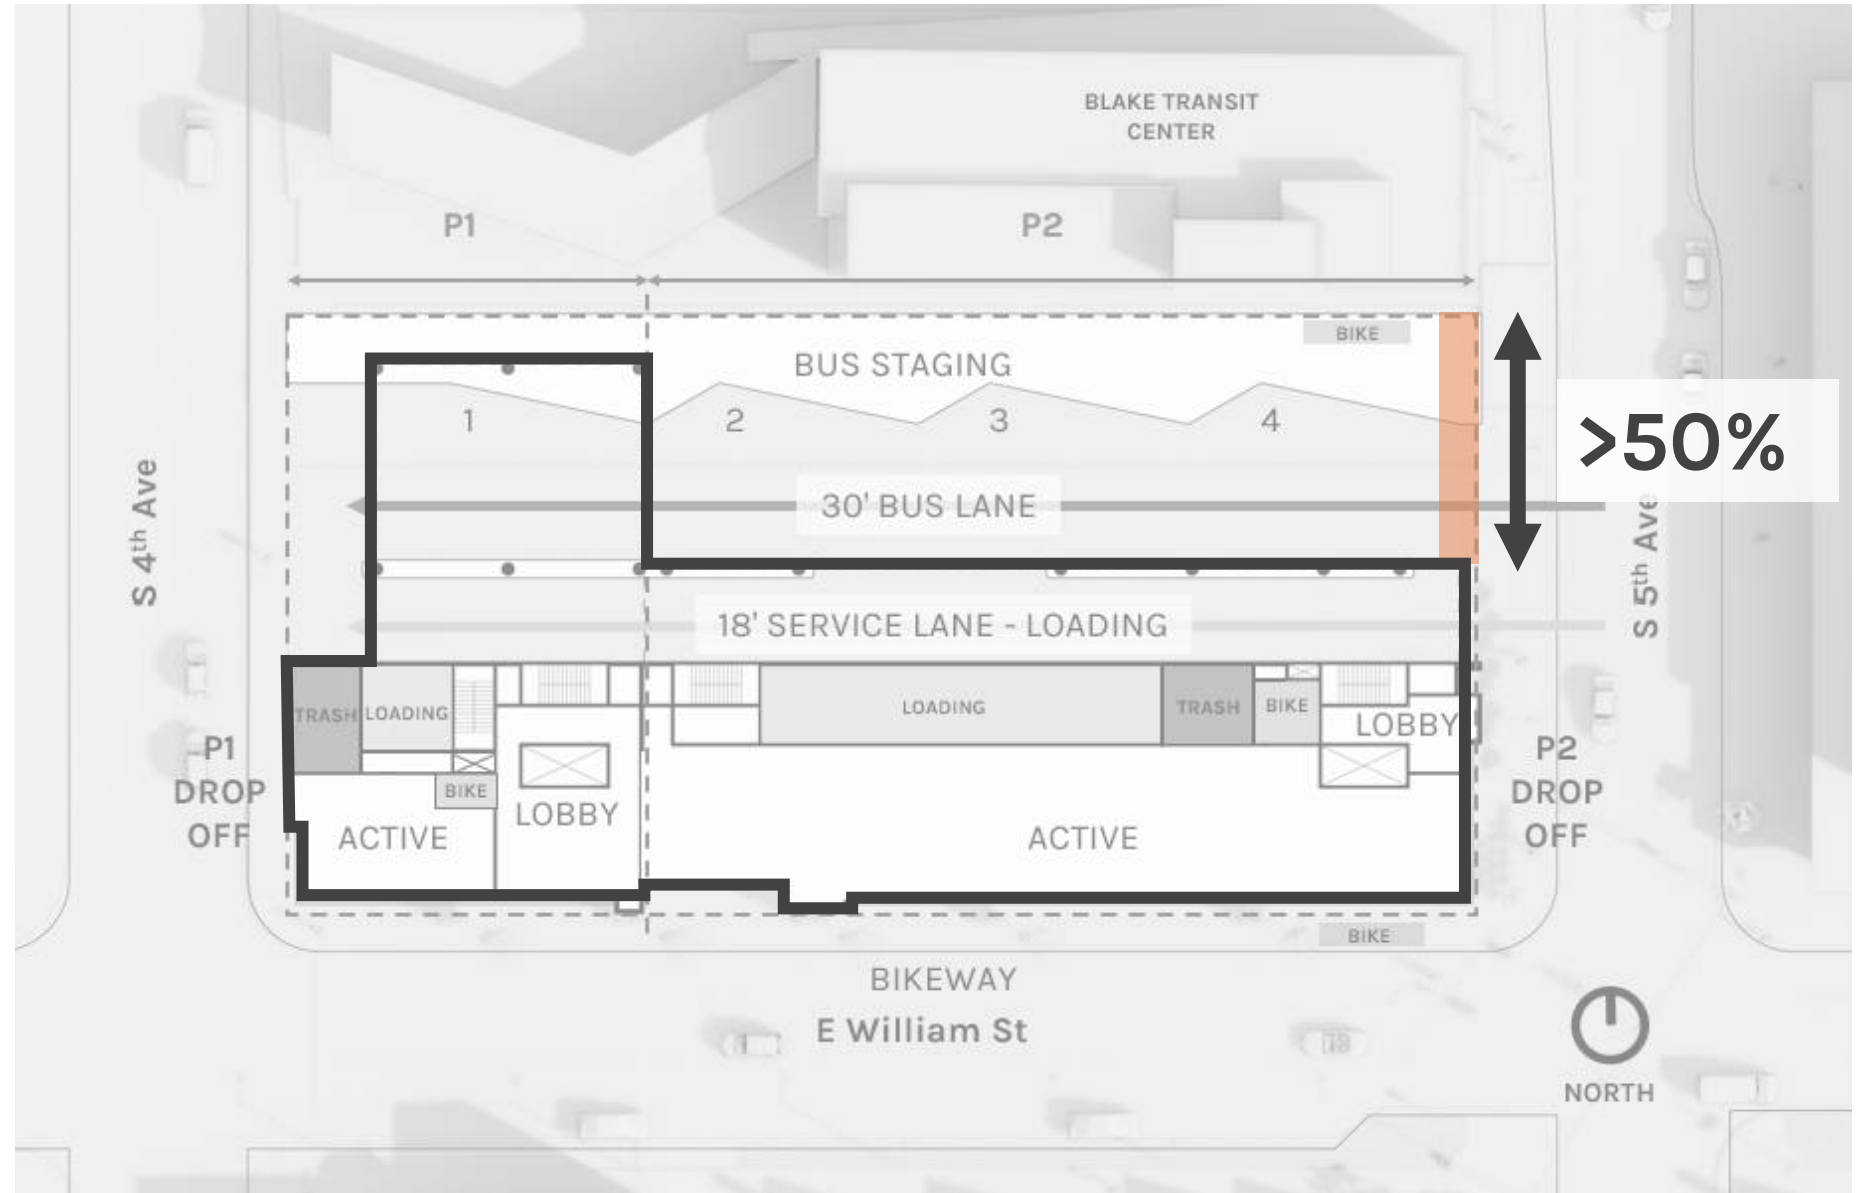 BLAKE TRANSIT
CENTER
P1
P2
BIKE
BUS STAGING
1
2
3
4
>50%
30' BUS LANE
S 4th Ave
S 5th Ave
18' SERVICE LANE - LOADING
TRASH
LOADING
LOADING
TRASH
BIKE
LOBBY
P1
DROP
OFF
BIKE
LOBBY
ACTIVE
ACTIVE
P2
DROP
OFF
BIKE
BIKEWAY
E William St
NORTH